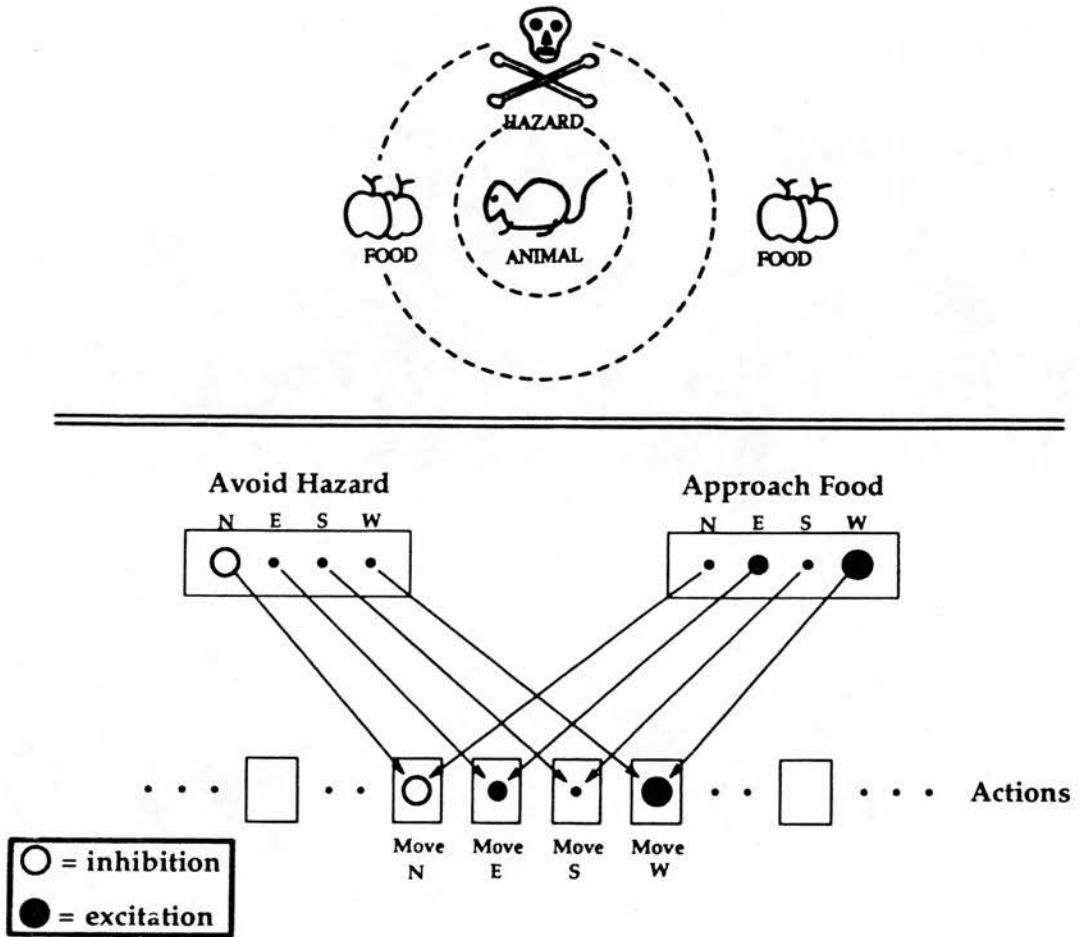 HAZARD
FOOD
ANIMAL
FOOD
Avoid Hazard
Approach Food
N E S W
N E S W
Actions
Move Move Move Move
N E S W
= inhibition
= excitation